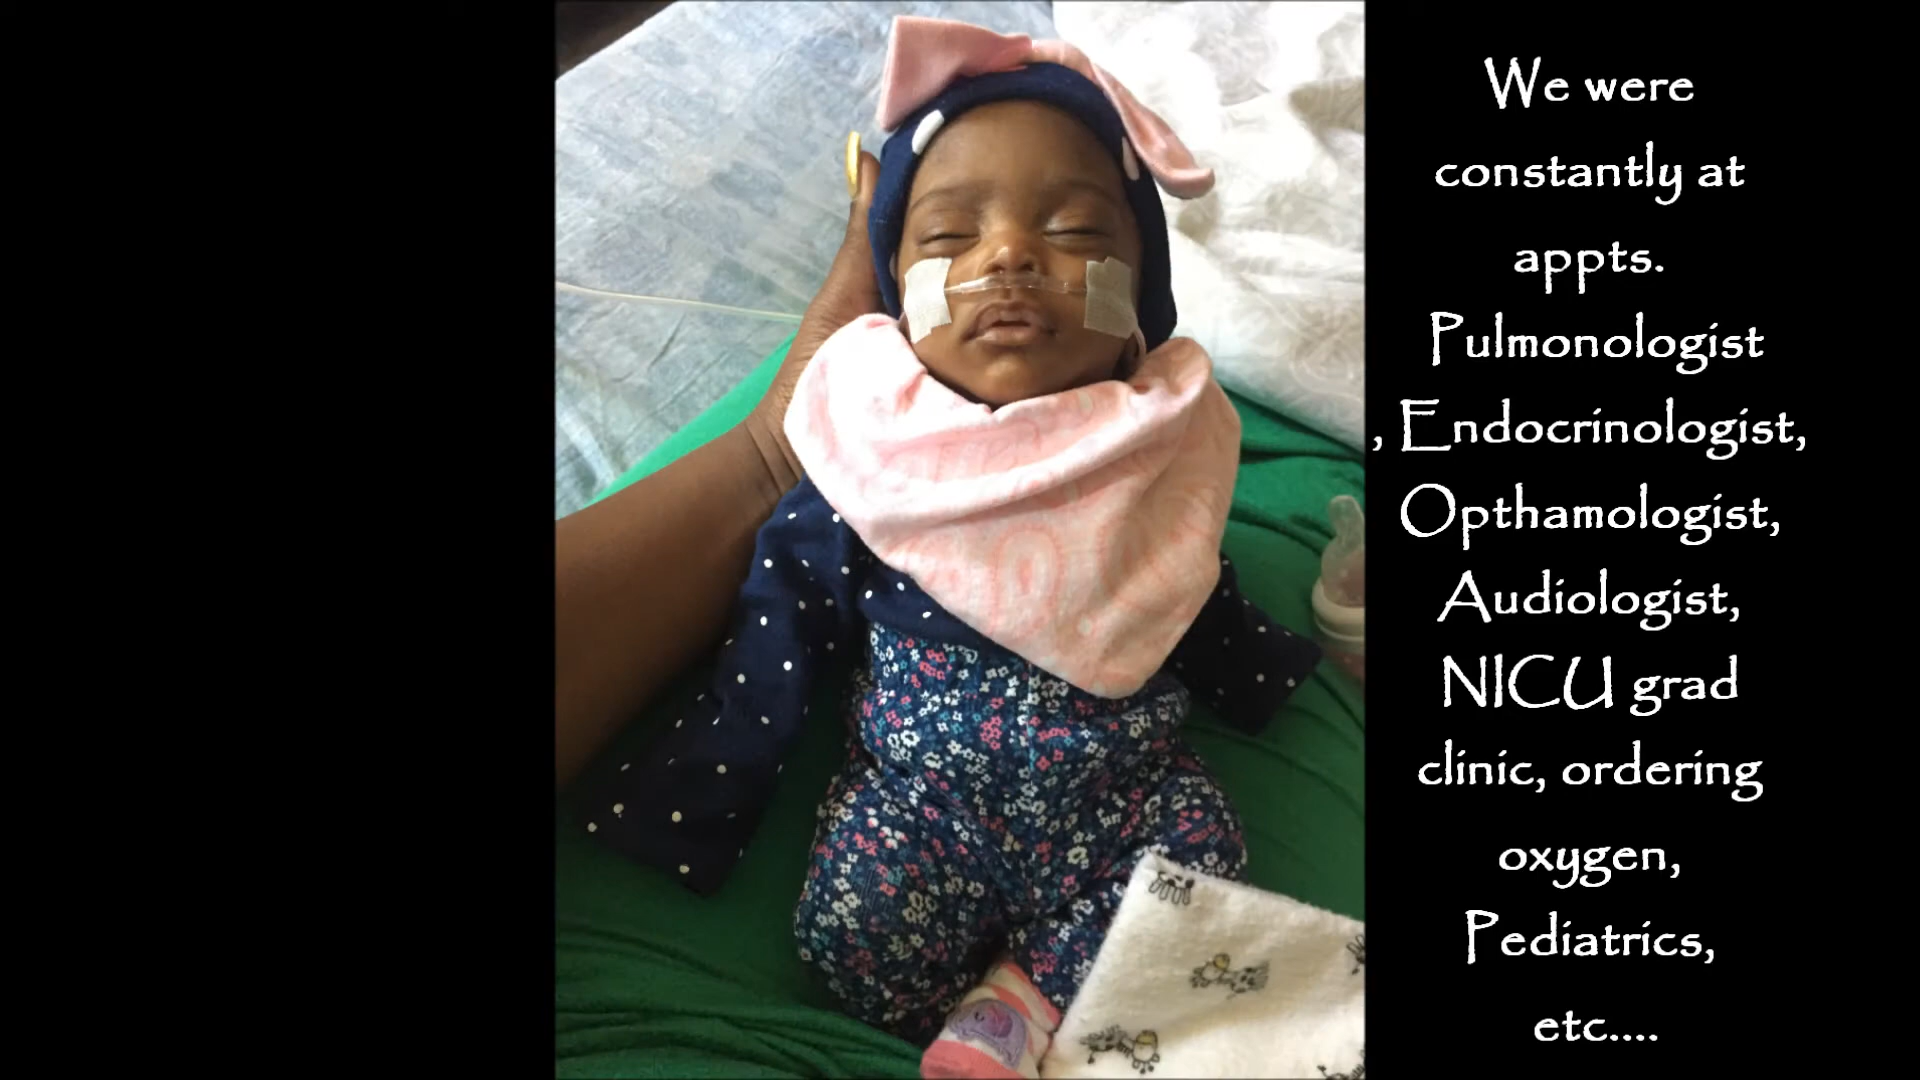 We were
constantly at
appts.
Pulmonologist
, Endocrinologist,
Opthamologist,
Audiologist,
NICU grad
clinic, ordering
oxygen,
Pediatrics,
etc....